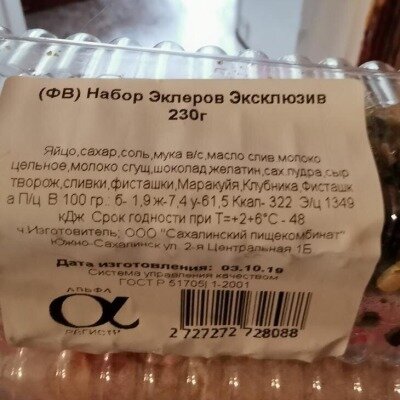 (ФВ) Набор Эклеров Эксклюзив
230г
Яйцо,сахар,соль,мука в/с,масло слив.молоко
цельное,молоко сгущ,шоколад,желатин,сах.пудра,сыр
творож,сливки,фисташки,Маракуйя,Клубника,Фисташк
а П/ц В 100 гр.: б- 1,9 ж-7,4 у-61,5 Ккал- 322 Э/ц 1349
кДж Срок годности при Т=+2+6°С - 48
ч Изготовитель; ООО "Сахалинский пищекомбинат"
Южно-Сахалинск ул. 2-я Центральная 1Б
Дата изготовления: 03.10.19
Система управления качеством
ГОСТ Р 51705.1-2001
АЛЬФА
РЕГИСТР
2 727272 728088